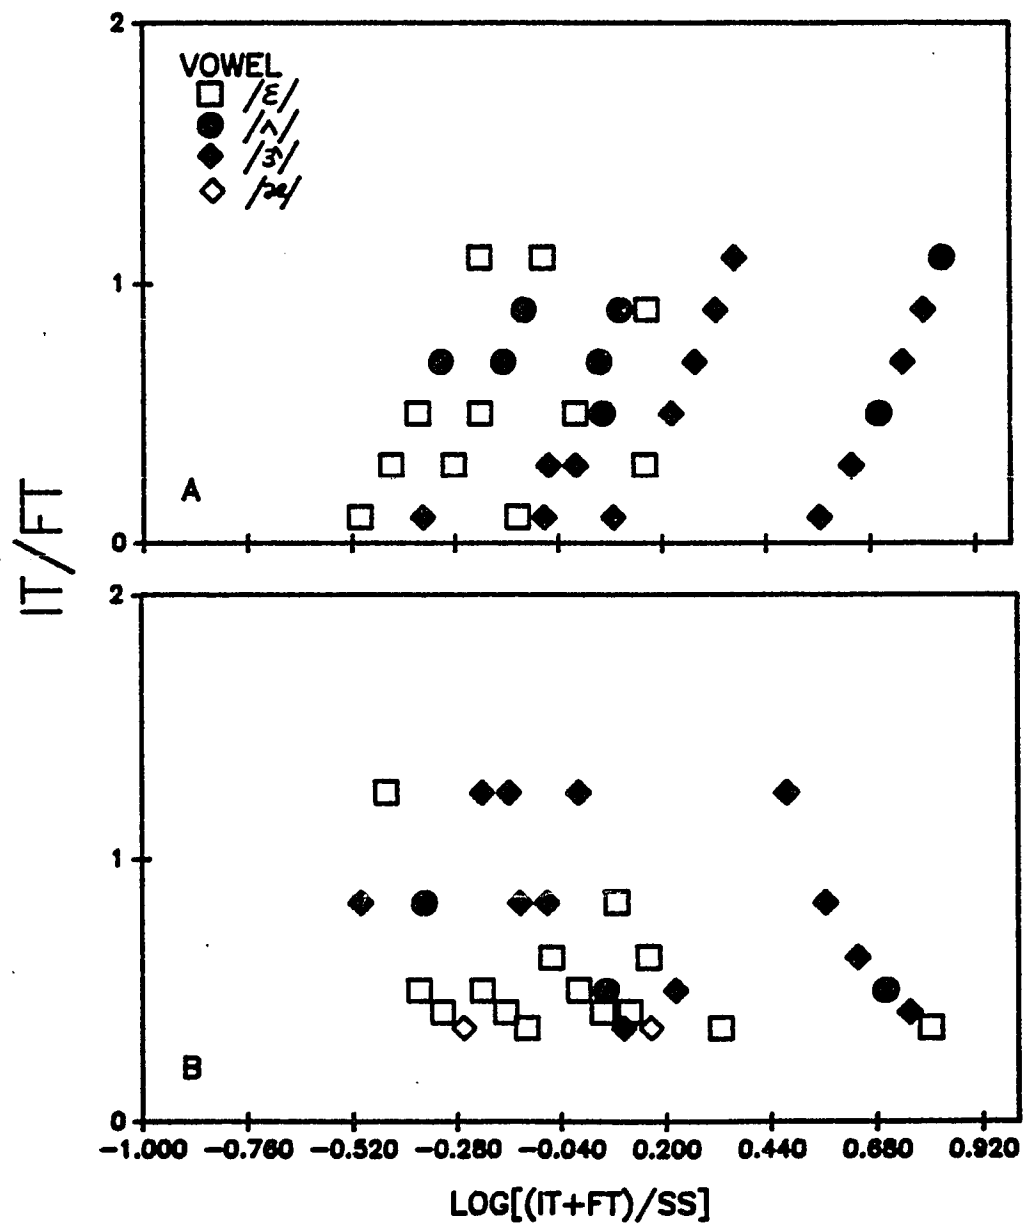 2
VOWEL
/ɛ/
/ʌ/
/ɝ/
/æ/
1
A
0
IT/FT
2
1
B
0
-1.000 -0.760 -0.520 -0.280 -0.040 0.200 0.440 0.680 0.920
LOG[(IT+FT)/SS]